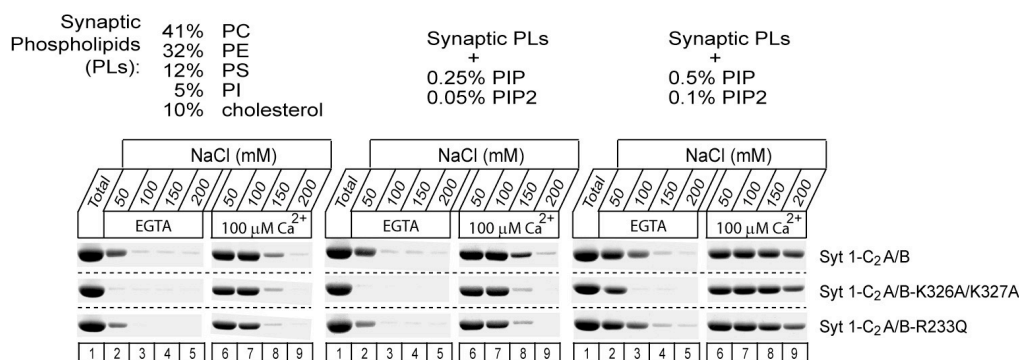 Synaptic
Phospholipids
(PLs):
41% PC
32% PE
12% PS
5% PI
10% cholesterol
Synaptic PLs
+
0.25% PIP
0.05% PIP2
Synaptic PLs
+
0.5% PIP
0.1% PIP2
NaCl (mM) NaCl (mM) NaCl (mM)
Total 50 100 150 200 50 100 150 200 Total 50 100 150 200 50 100 150 200 Total 50 100 150 200 50 100 150 200
EGTA 100 μM Ca2+ EGTA 100 μM Ca2+ EGTA 100 μM Ca2+
Syt 1-C2A/B
Syt 1-C2A/B-K326A/K327A
Syt 1-C2A/B-R233Q
1 2 3 4 5 6 7 8 9 1 2 3 4 5 6 7 8 9 1 2 3 4 5 6 7 8 9